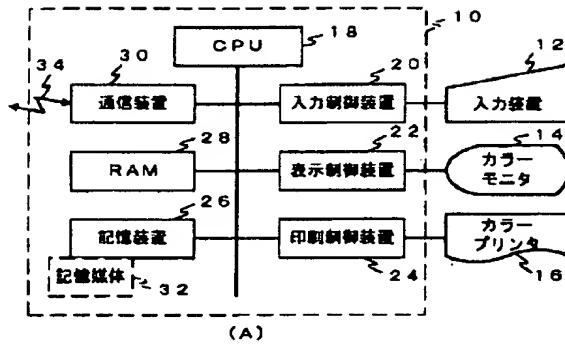 CPU
18
10
34
30
20
12
通信装置
入力制御装置
入力装置
28
22
14
RAM
表示制御装置
カラー
モニタ
26
記憶装置
印刷制御装置
カラー
プリンタ
記憶媒体
32
24
16
(A)